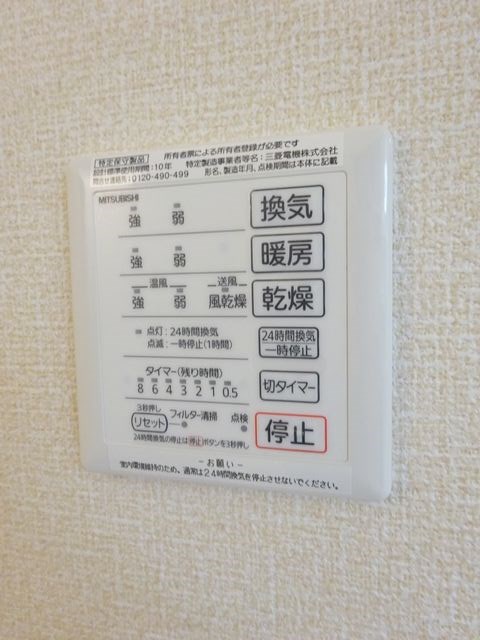 特定保守製品 所有者票による所有者登録が必要です
設計標準使用期間:10年 特定製造事業者等名:三菱電機株式会社
問合せ連絡先:0120-490-499 形名、製造年月、点検期間は本体に記載
MITSUBISHI
強 弱 換気
強 弱 暖房
温風 送風
強 弱 風乾燥 乾燥
点灯:24時間換気
点滅:一時停止(1時間)
24時間換気
一時停止
タイマー(残り時間)
8 6 4 3 2 1 0.5
切タイマー
3秒押し
リセット フィルター清掃 点検
停止
24時間換気の停止は停止ボタンを3秒押し
-お願い-
室内環境維持のため、通常は24時間換気を停止させないでください。